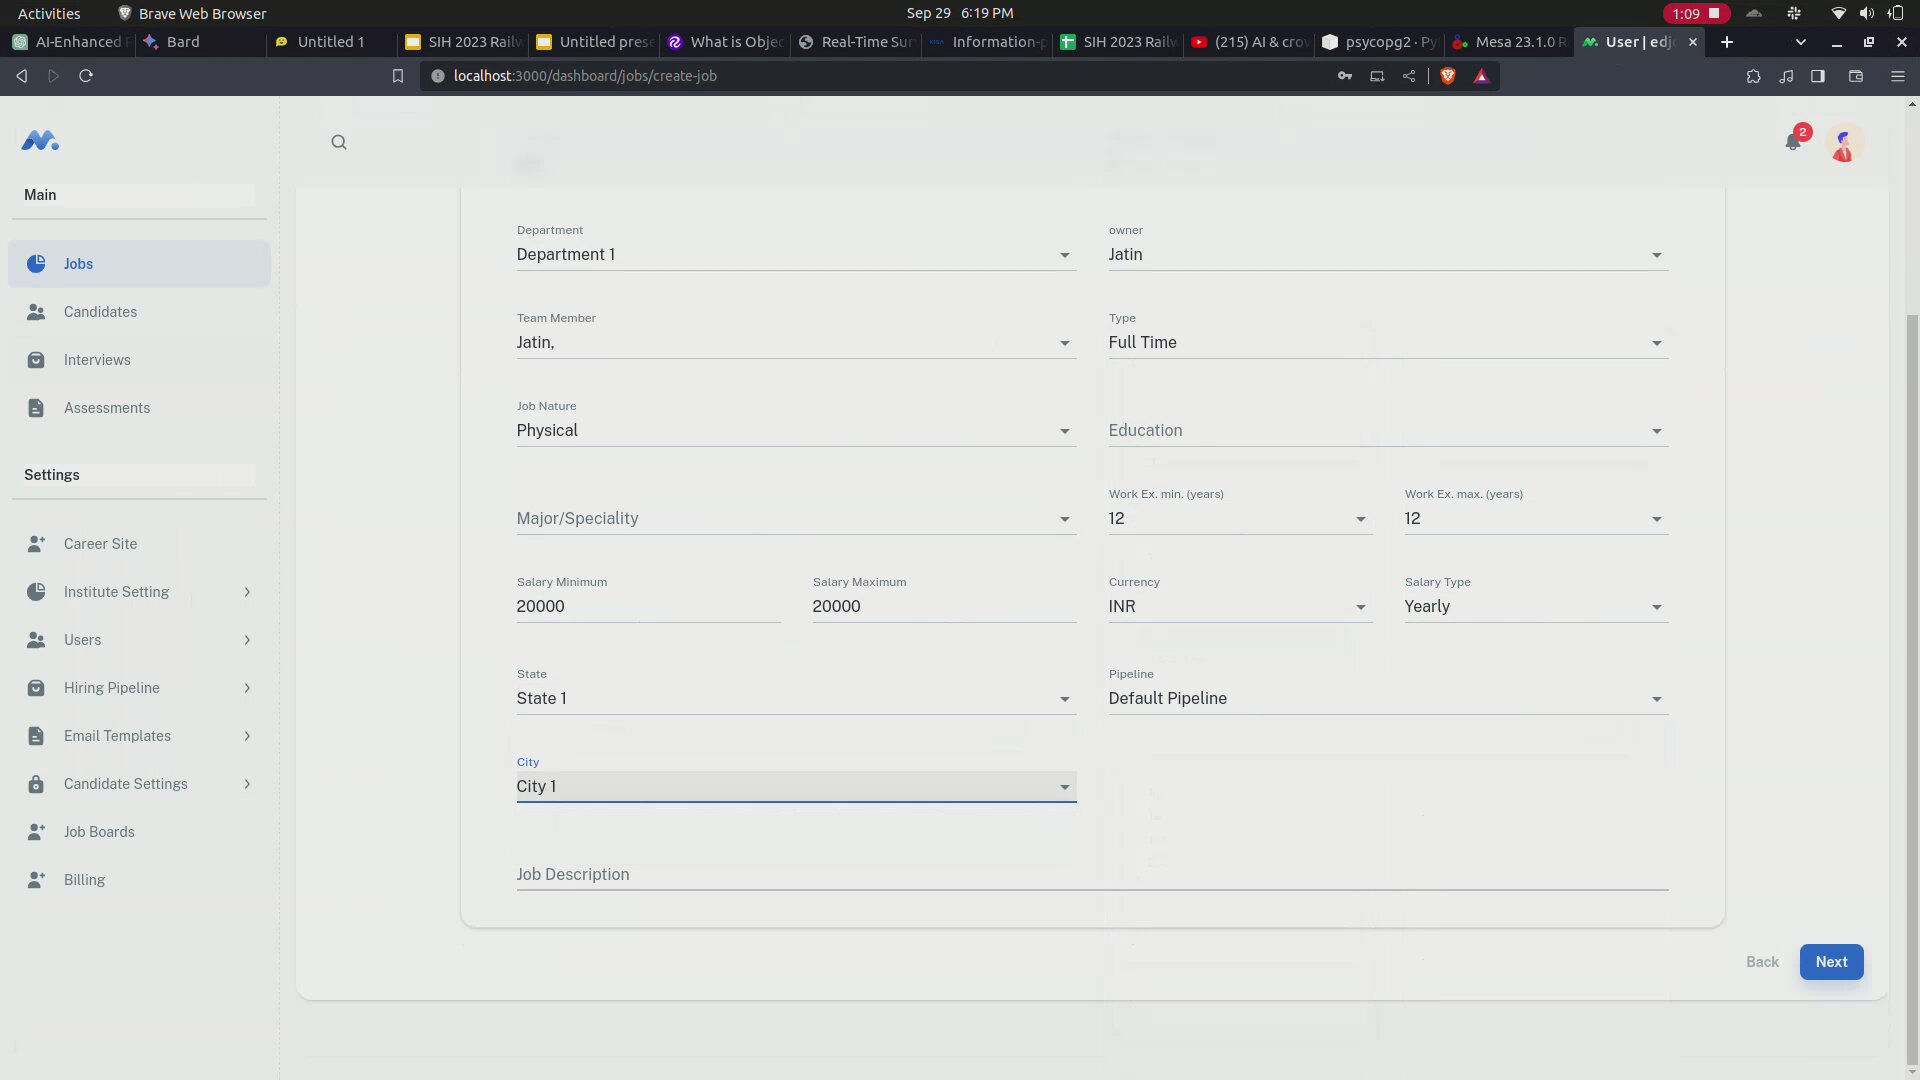 Activities
Brave Web Browser
Sep 29 6:19 PM
1:09
AI-Enhanced
Bard
Untitled 1
SIH 2023 Railw
Untitled prese
What is Objec
Real-Time Sur
Information-p
SIH 2023 Railw
(215) AI & crow
psycopg2 · Py
Mesa 23.1.0 R
User | edj
localhost:3000/dashboard/jobs/create-job
2
Main
Jobs
Candidates
Interviews
Assessments
Settings
Career Site
Institute Setting
Users
Hiring Pipeline
Email Templates
Candidate Settings
Job Boards
Billing
Department
owner
Department 1
Jatin
Team Member
Type
Jatin,
Full Time
Job Nature
Physical
Education
Work Ex. min. (years)
Work Ex. max. (years)
Major/Speciality
12
12
Salary Minimum
Salary Maximum
Currency
Salary Type
20000
20000
INR
Yearly
State
Pipeline
State 1
Default Pipeline
City
City 1
Job Description
Back
Next